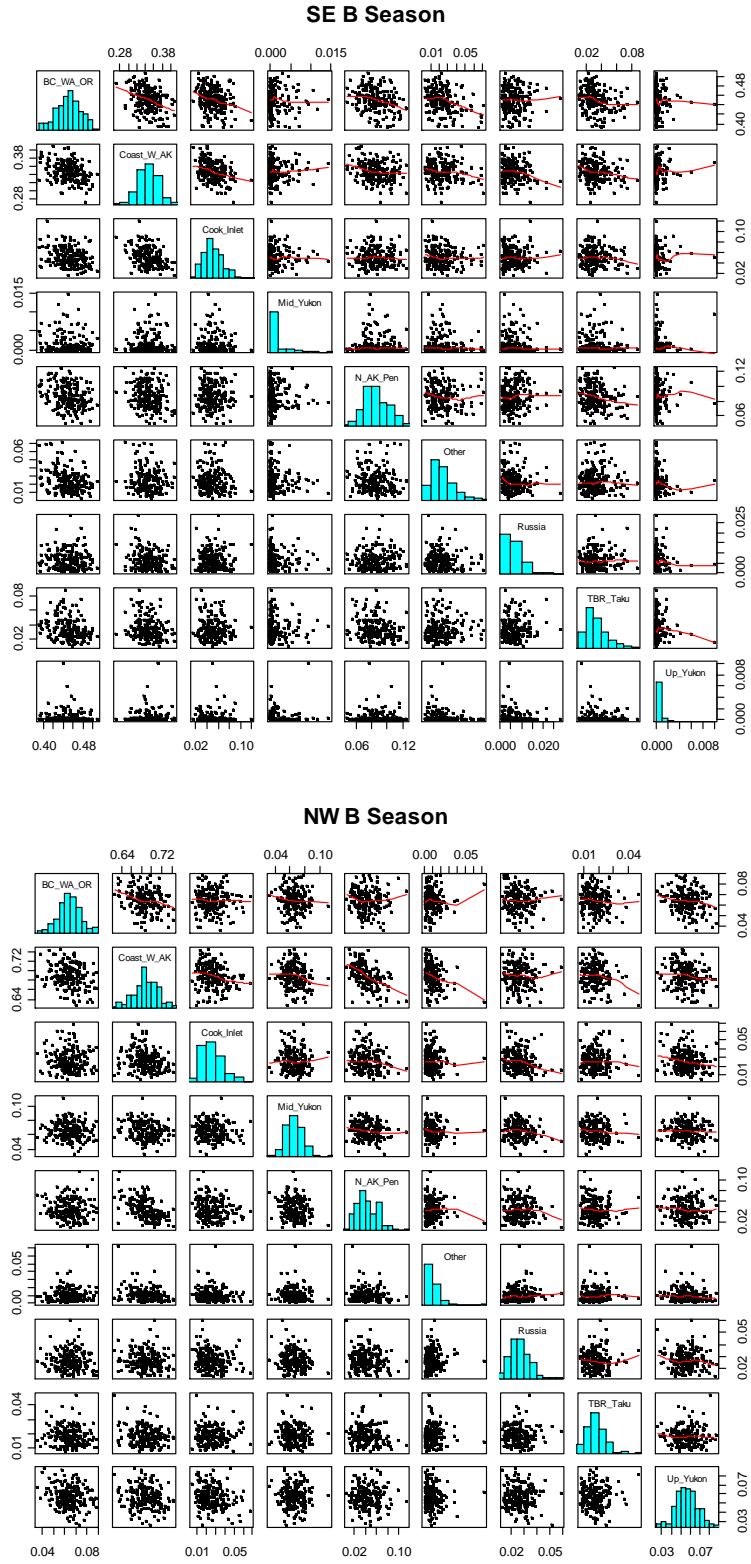 SE B Season
0.28 0.38 0.000 0.015 0.01 0.05 0.02 0.08
BC_WA_OR
0.40 0.48
0.28 0.38
Coast_W_AK
Cook_Inlet
0.02 0.10
0.000 0.015
Mid_Yukon
N_AK_Pen
0.06 0.12
0.01 0.06
Other
Russia
0.000 0.025
0.02 0.08
TBR_Taku
Up_Yukon
0.000 0.008
0.40 0.48 0.02 0.10 0.06 0.12 0.000 0.020 0.000 0.008
NW B Season
0.64 0.72 0.04 0.10 0.00 0.05 0.01 0.04
BC_WA_OR
0.04 0.08
0.64 0.72
Coast_W_AK
Cook_Inlet
0.01 0.05
0.04 0.10
Mid_Yukon
N_AK_Pen
0.02 0.10
0.00 0.05
Other
Russia
0.02 0.05
0.01 0.04
TBR_Taku
Up_Yukon
0.03 0.07
0.04 0.08 0.01 0.05 0.02 0.10 0.02 0.05 0.03 0.07